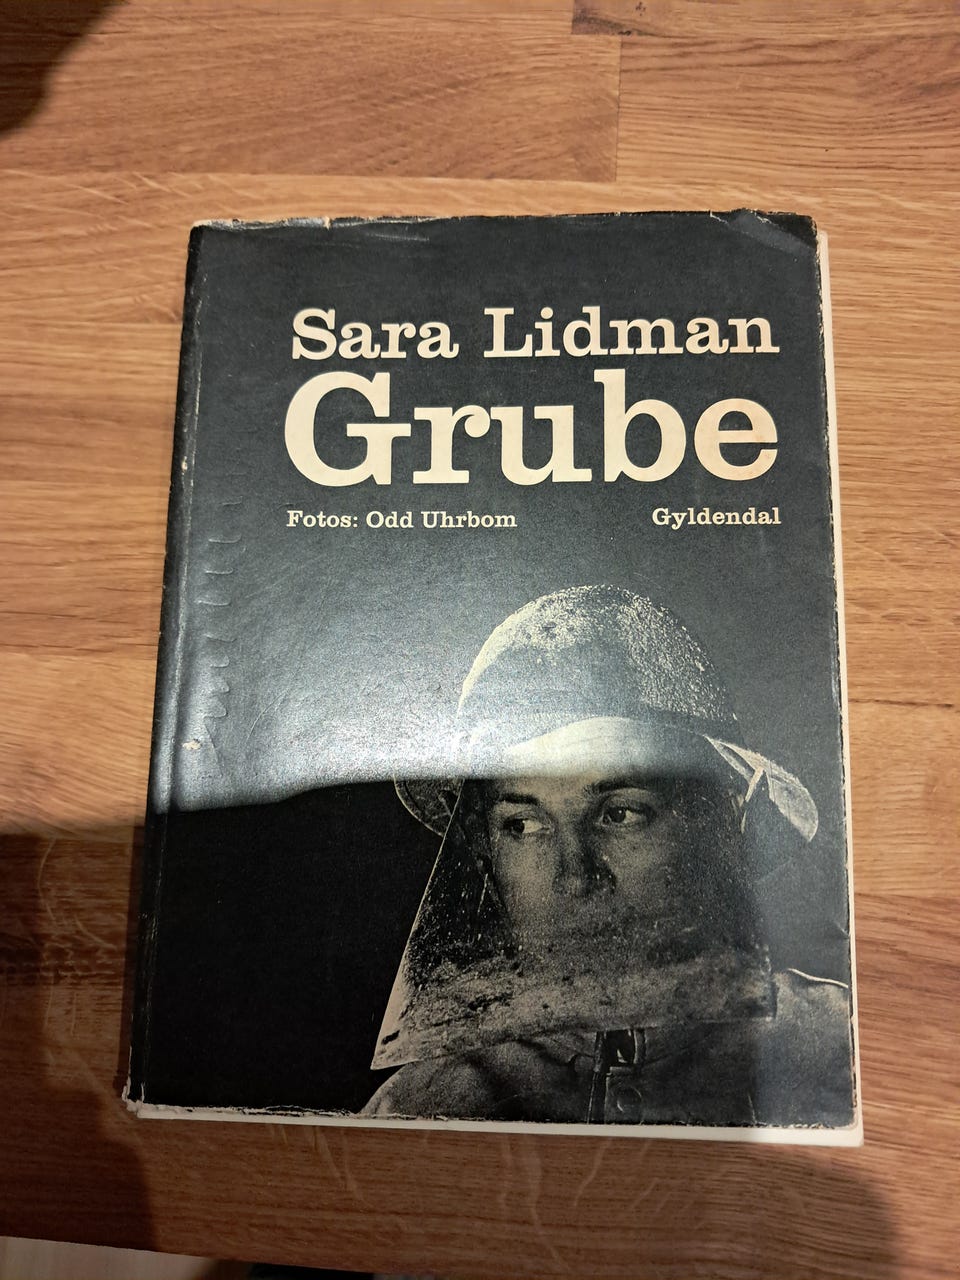 Sara Lidman
Grube
Fotos: Odd Uhrbom Gyldendal